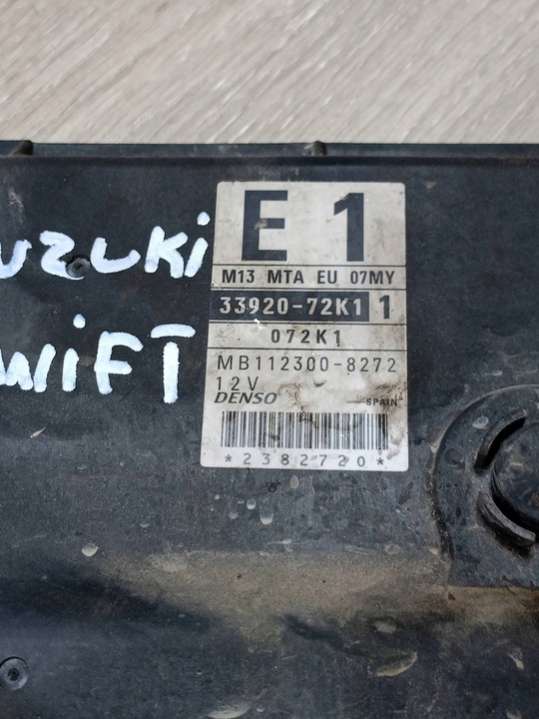 E 1
M13 MTA EU 07MY
33920-72K1 1
072K1
MB112300-8272
12V
DENSO SPAIN
*2382720*
UZUKi
WiFT